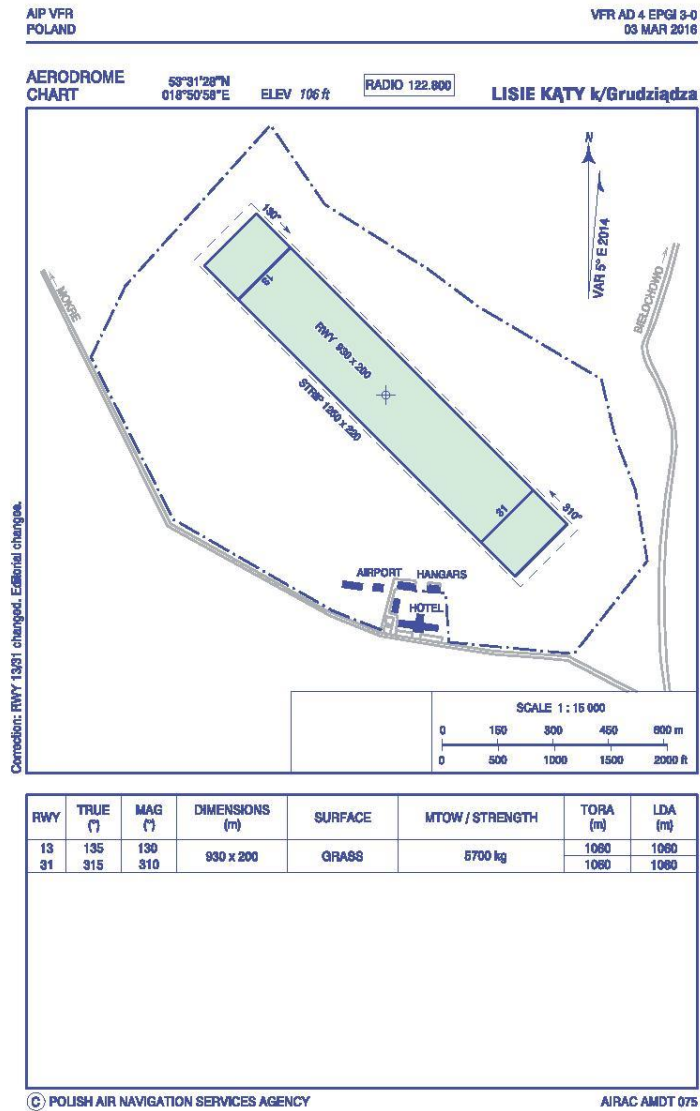 AIP VFR
POLAND
VFR AD 4 EPGI 3-0
03 MAR 2016
AERODROME
CHART
53°31'28"N
018°50'58"E
ELEV 106 ft
RADIO 122.800
LISIE KĄTY k/Grudziądza
N
VAR 5° E 2014
130°
13
MOKRE
BIEŁOCHOWO
RWY 930 x 200
STRIP 1250 x 220
31
310°
AIRPORT HANGARS
HOTEL
Correction: RWY 13/31 changed. Editorial changes.
SCALE 1 : 15 000
0 150 300 450 600 m
0 500 1000 1500 2000 ft
RWY TRUE (°) MAG (°) DIMENSIONS (m) SURFACE MTOW / STRENGTH TORA (m) LDA (m)
13 135 130 930 x 200 GRASS 5700 kg 1060 1060
31 315 310 1060 1060
© POLISH AIR NAVIGATION SERVICES AGENCY
AIRAC AMDT 075